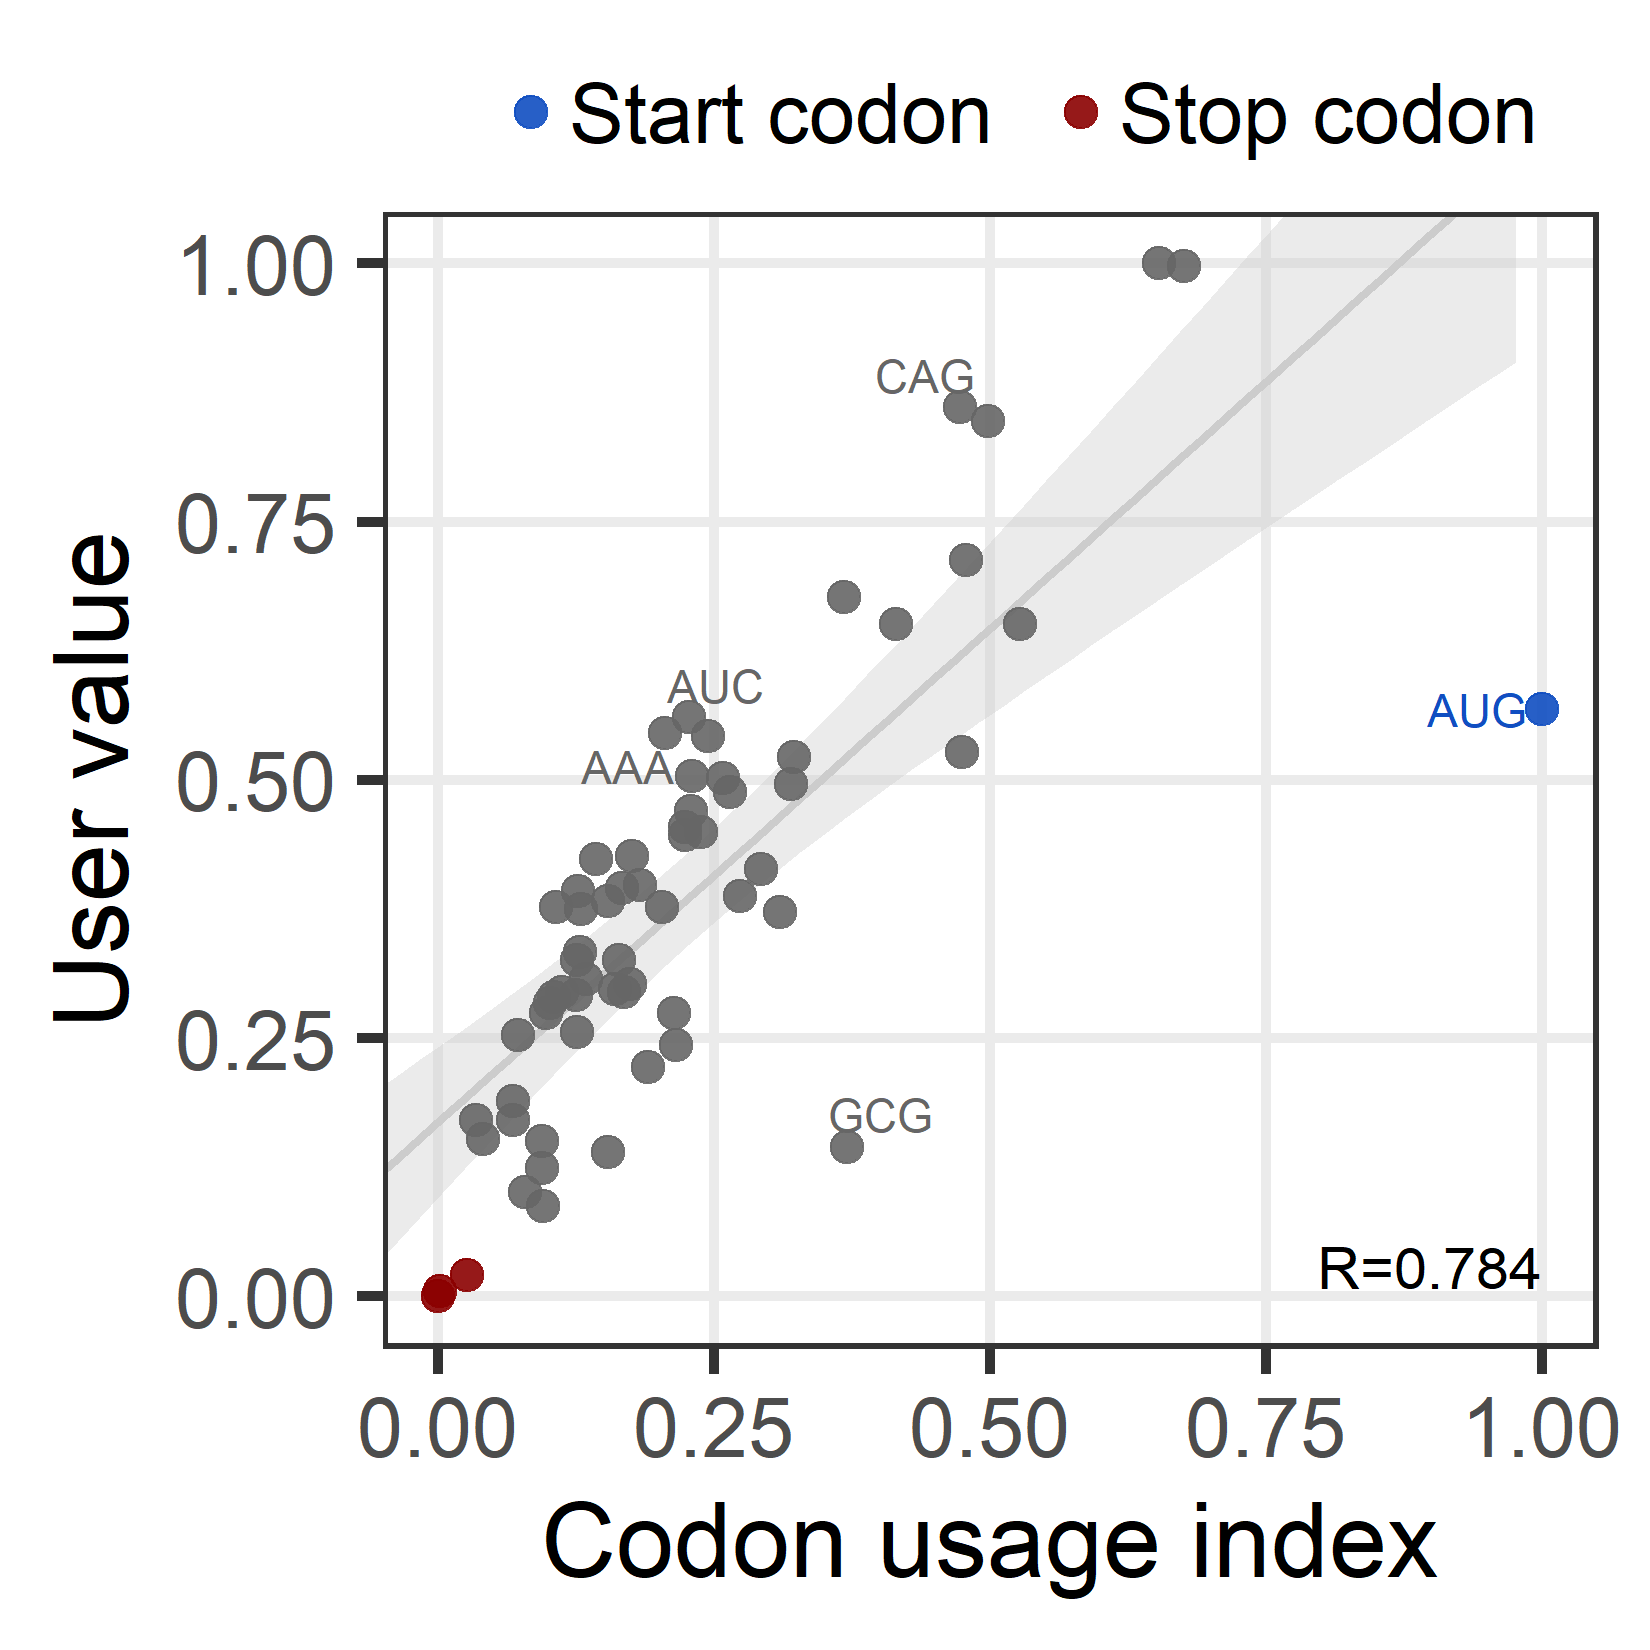 Start codon Stop codon
User value
1.00
0.75
0.50
0.25
0.00
CAG
AUC
AUG
AAA
GCG
R=0.784
0.00 0.25 0.50 0.75 1.00
Codon usage index